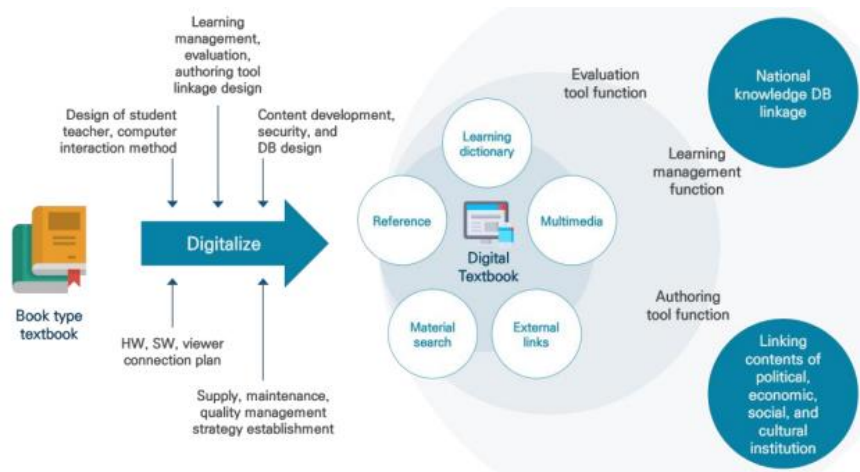 Learning
management,
evaluation,
authoring tool
linkage design
Design of student
teacher, computer
interaction method
Content development,
security, and
DB design
Book type
textbook
Digitalize
HW, SW, viewer
connection plan
Supply, maintenance,
quality management
strategy establishment
Learning
dictionary
Reference
Multimedia
Digital
Textbook
Material
search
External
links
Evaluation
tool function
Learning
management
function
Authoring
tool function
National
knowledge DB
linkage
Linking
contents of
political,
economic,
social, and
cultural
institution